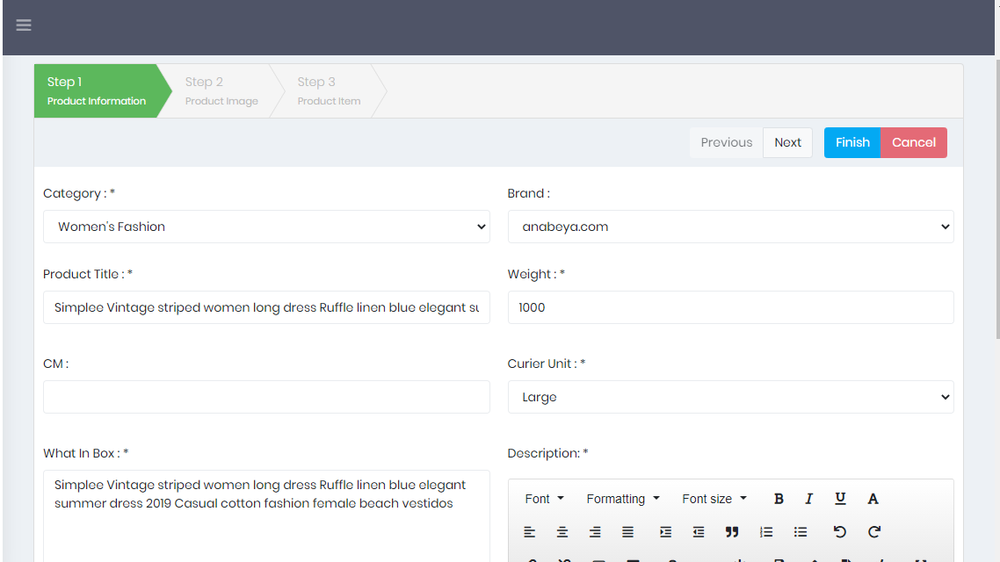 Step 1
Product Information
Step 2
Product Image
Step 3
Product Item
Previous Next Finish Cancel
Category : *
Brand :
Women's Fashion
anabeya.com
Product Title : *
Weight : *
Simplee Vintage striped women long dress Ruffle linen blue elegant su
1000
CM :
Curier Unit : *
Large
What In Box : *
Description: *
Simplee Vintage striped women long dress Ruffle linen blue elegant
summer dress 2019 Casual cotton fashion female beach vestidos
Font Formatting Font size B I U A